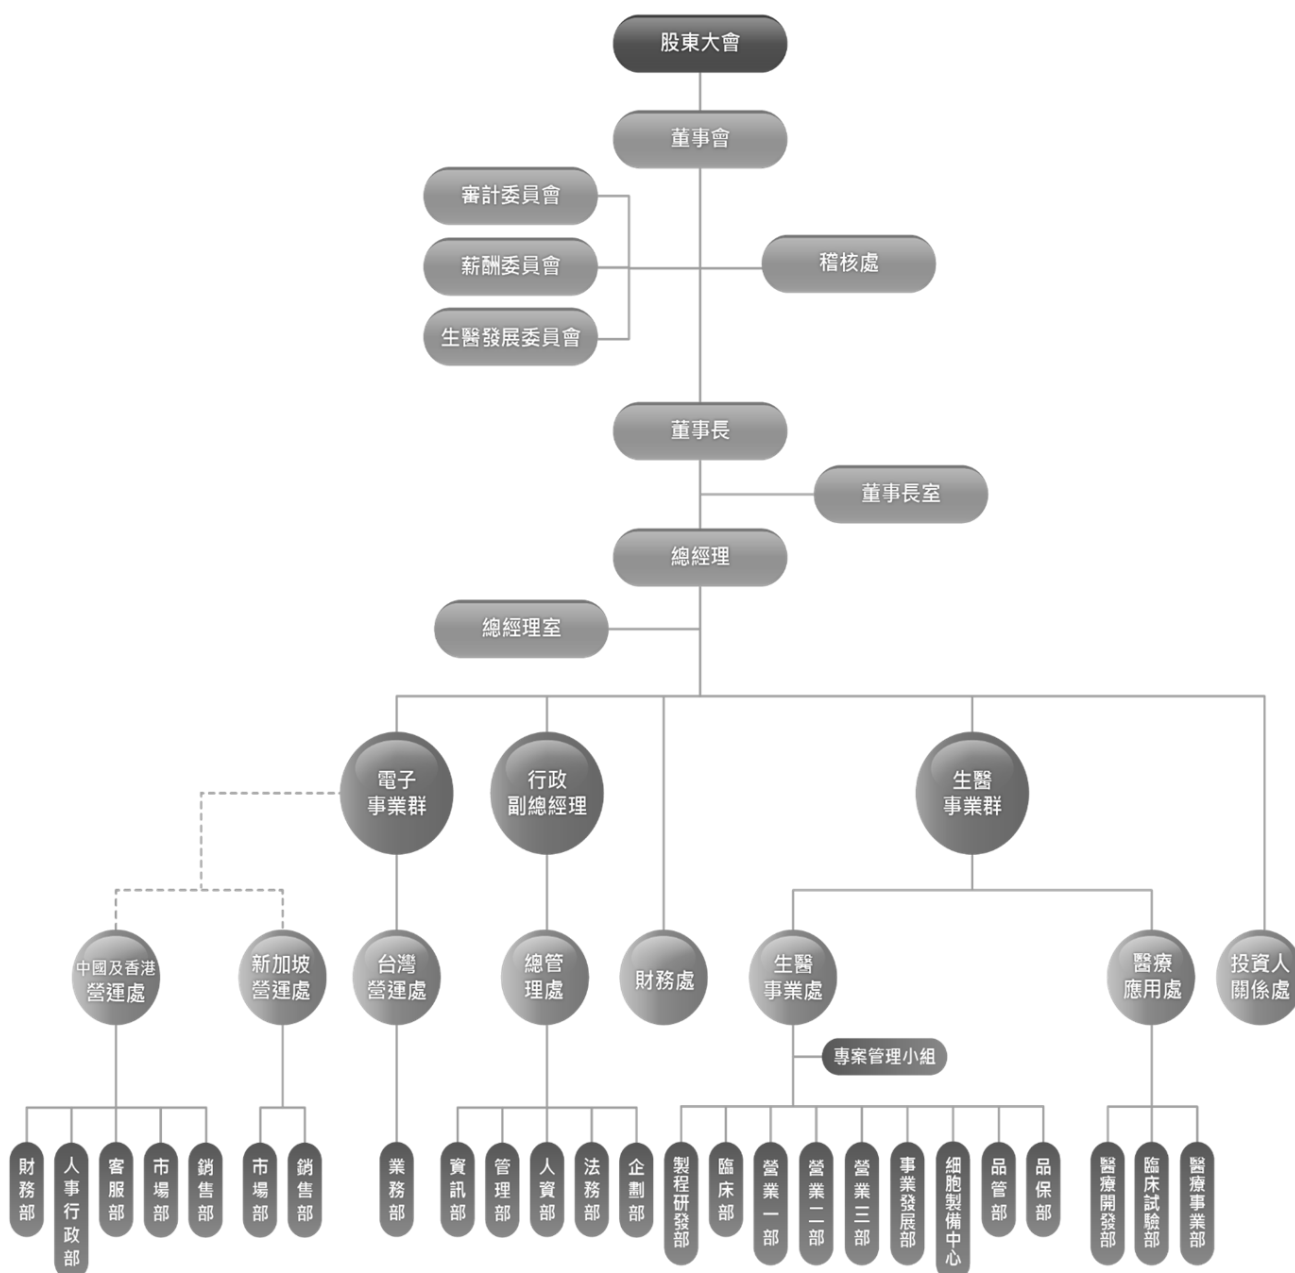 股東大會
董事會
審計委員會
薪酬委員會
生醫發展委員會
稽核處
董事長
董事長室
總經理
總經理室
電子
事業群
行政
副總經理
生醫
事業群
中國及香港
營運處
新加坡
營運處
台灣
營運處
總管
理處
財務處
生醫
事業處
醫療
應用處
投資人
關係處
專案管理小組
財務部
人事行政部
客服部
市場部
銷售部
市場部
銷售部
業務部
資訊部
管理部
人資部
法務部
企劃部
製程研發部
臨床部
營業一部
營業二部
營業三部
事業發展部
細胞製備中心
品管部
品保部
醫療開發部
臨床試驗部
醫療事業部